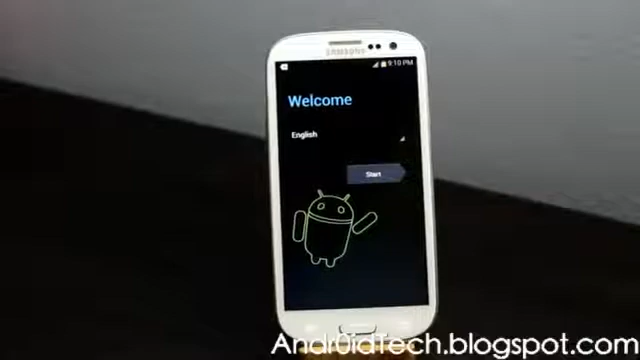 SAMSUNG
9:10 PM
Welcome
English
Start
Andr0idTech.blogspot.com